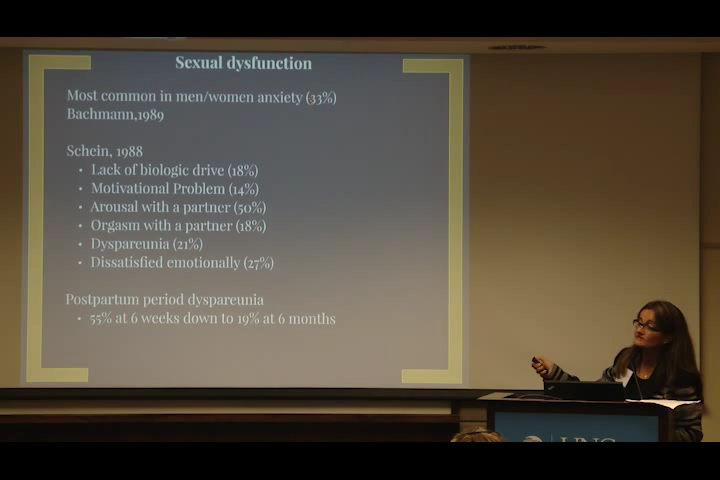 Sexual dysfunction
Most common in men/women anxiety (33%)
Bachmann,1989
Schein, 1988
• Lack of biologic drive (18%)
• Motivational Problem (14%)
• Arousal with a partner (50%)
• Orgasm with a partner (18%)
• Dyspareunia (21%)
• Dissatisfied emotionally (27%)
Postpartum period dyspareunia
• 55% at 6 weeks down to 19% at 6 months
UNC